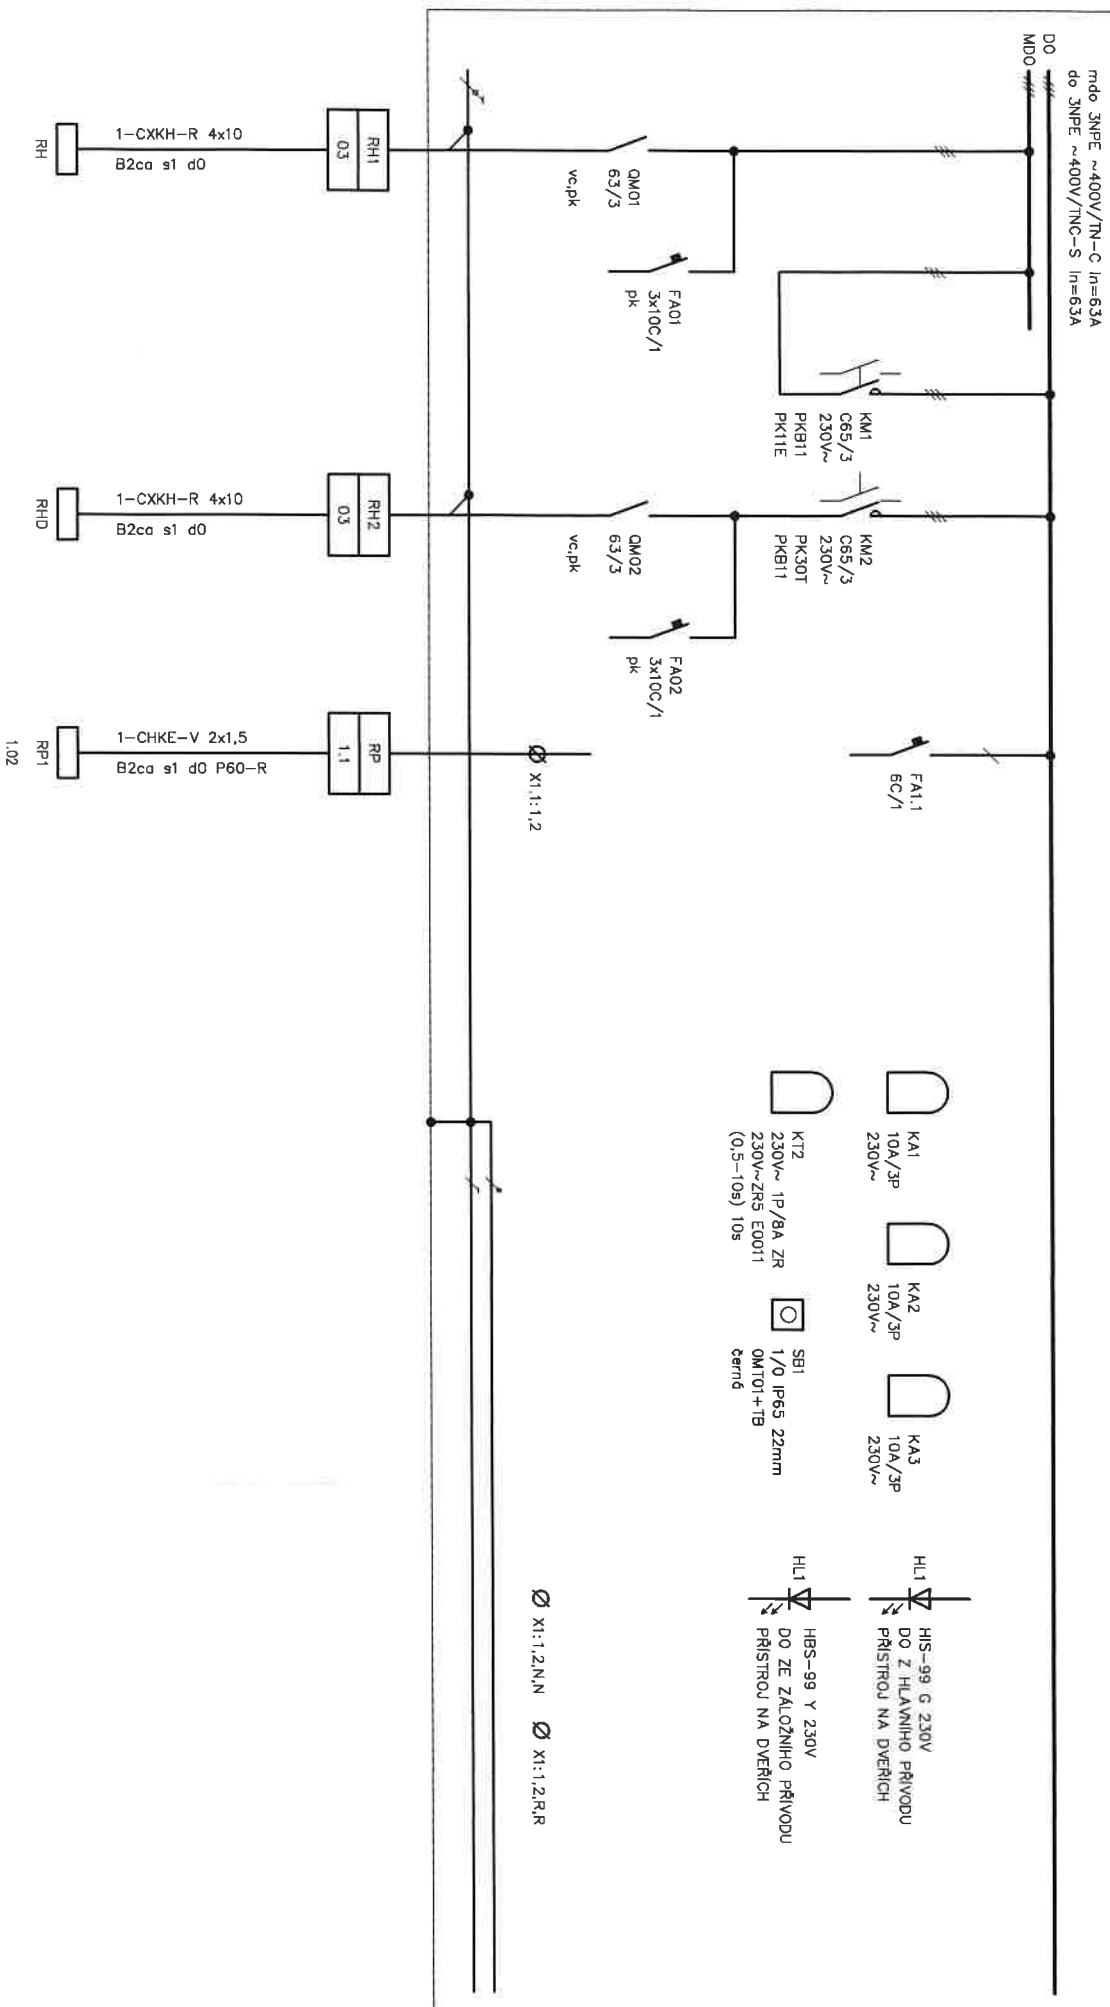 mdo 3NPE ~400V/TN-C In=63A
do 3NPE ~400V/TNC-S In=63A
DO
MDO
QM01
63/3
vc,pk
FA01
3x10C/1
pk
KM1
C65/3
230V~
PKB11
PK11E
KM2
C65/3
230V~
PK30T
PKB11
QM02
63/3
vc,pk
FA02
3x10C/1
pk
FA1.1
6C/1
X1.1:1,2
KA1
10A/3P
230V~
KA2
10A/3P
230V~
KA3
10A/3P
230V~
KT2
230V~ 1P/8A ZR
230V~ZR5 E0011
(0,5-10s) 10s
SB1
1/0 IP65 22mm
0MT01+TB
černá
HL1
HIS-99 G 230V
DO Z HLAVNÍHO PŘÍVODU
PŘÍSTROJ NA DVEŘÍCH
HL1
HBS-99 Y 230V
DO ZE ZÁLOŽNÍHO PŘÍVODU
PŘÍSTROJ NA DVEŘÍCH
X1:1,2,N,N
X1:1,2,R,R
RH1
03
1-CXKH-R 4x10
B2ca s1 d0
RH
RH2
03
1-CXKH-R 4x10
B2ca s1 d0
RHD
RP
1.1
1-CHKE-V 2x1,5
B2ca s1 d0 P60-R
RP1
1.02